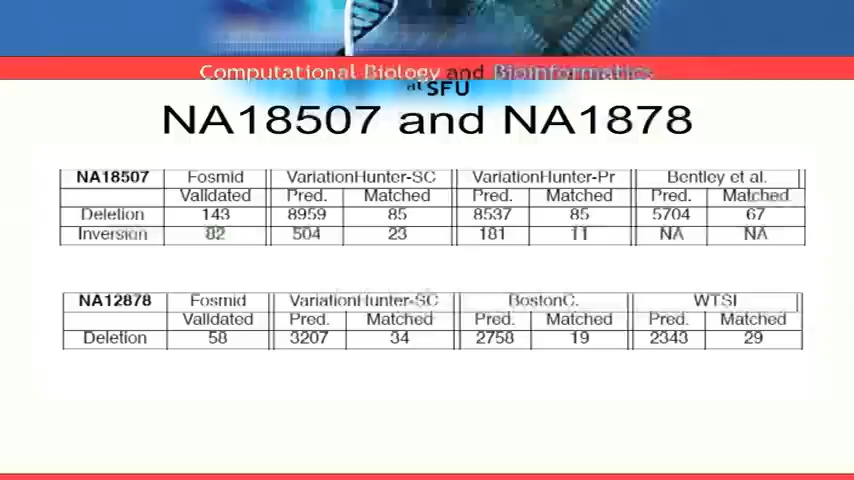 Computational Biology and Bioinformatics
at SFU
NA18507 and NA1878
NA18507 Fosmid VariationHunter-SC VariationHunter-Pr Bentley et al.
Validated Pred. Matched Pred. Matched Pred. Matched
Deletion 143 8959 85 8537 85 5704 67
Inversion 82 504 23 181 11 NA NA
NA12878 Fosmid VariationHunter-SC BostonC. WTSI
Validated Pred. Matched Pred. Matched Pred. Matched
Deletion 58 3207 34 2758 19 2343 29